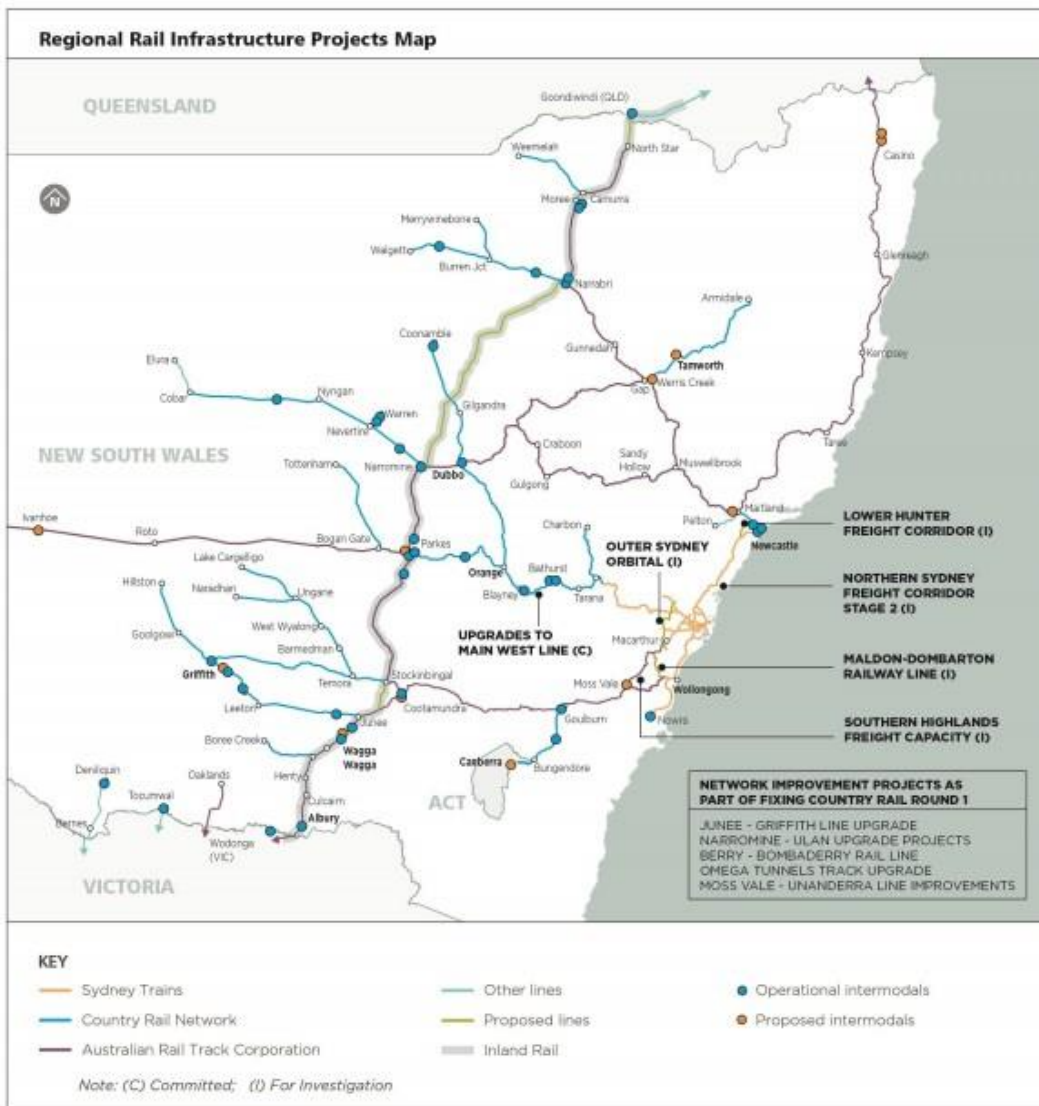 Regional Rail Infrastructure Projects Map
QUEENSLAND
Goondiwindi (QLD)
Weemelah
North Star
Casino
N
Moree
Camurra
Merrywinebone
Walgett
Burren Jct
Narrabri
Glenreagh
Armidale
Coonamble
Gunnedah
Tamworth
Kempsey
Elura
Cobar
Nyngan
Gap
Werris Creek
Warren
Gilgandra
Nevertire
NEW SOUTH WALES
Craboon
Sandy
Hollow
Taree
Tottenham
Narromine
Dubbo
Gulgong
Muswellbrook
Ivanhoe
Roto
Bogan Gate
Parkes
Charbon
Pelton
Maitland
Newcastle
LOWER HUNTER
FREIGHT CORRIDOR (I)
OUTER SYDNEY
ORBITAL (I)
Lake Cargelligo
Hillston
Naradhan
Ungarie
Orange
Bathurst
Blayney
Tarana
NORTHERN SYDNEY
FREIGHT CORRIDOR
STAGE 2 (I)
West Wyalong
Goolgowi
Barmedman
UPGRADES TO
MAIN WEST LINE (C)
Macarthur
MALDON-DOMBARTON
RAILWAY LINE (I)
Griffith
Temora
Stockinbingal
Moss Vale
Wollongong
Leeton
Cootamundra
Junee
Goulburn
Nowra
SOUTHERN HIGHLANDS
FREIGHT CAPACITY (I)
Boree Creek
Wagga
Wagga
Canberra
Bungendore
Deniliquin
Oaklands
Henty
Tocumwal
Culcairn
ACT
Albury
Wodonga
(VIC)
VICTORIA
NETWORK IMPROVEMENT PROJECTS AS
PART OF FIXING COUNTRY RAIL ROUND 1
JUNEE - GRIFFITH LINE UPGRADE
NARROMINE - ULAN UPGRADE PROJECTS
BERRY - BOMBADERRY RAIL LINE
OMEGA TUNNELS TRACK UPGRADE
MOSS VALE - UNANDERRA LINE IMPROVEMENTS
KEY
Sydney Trains
Other lines
Operational intermodals
Country Rail Network
Proposed lines
Proposed intermodals
Australian Rail Track Corporation
Inland Rail
Note: (C) Committed; (I) For Investigation